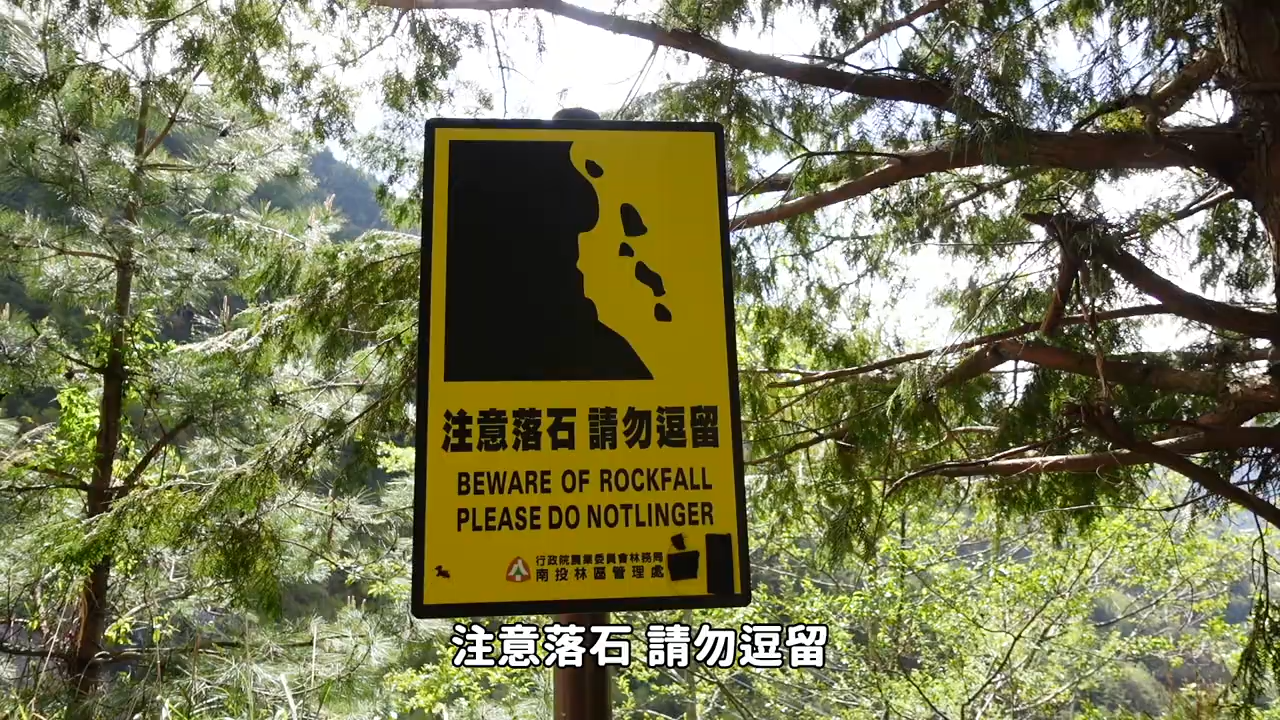 注意落石 請勿逗留
BEWARE OF ROCKFALL
PLEASE DO NOTLINGER
行政院農業委員會林務局
南投林區管理處
注意落石 請勿逗留